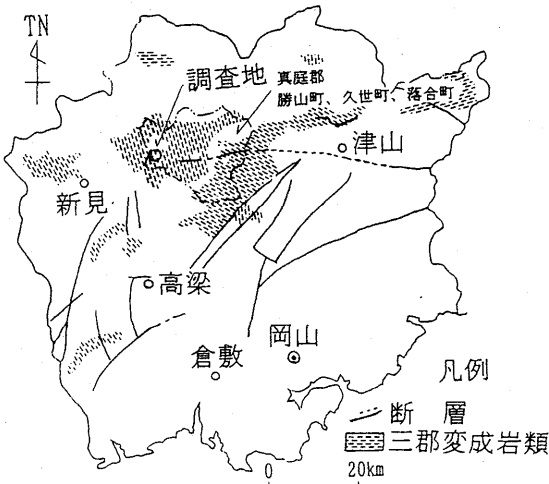 TN
調査地
真庭郡
勝山町、久世町、落合町
津山
新見
高梁
岡山
倉敷
凡例
断 層
三郡変成岩類
0 20km